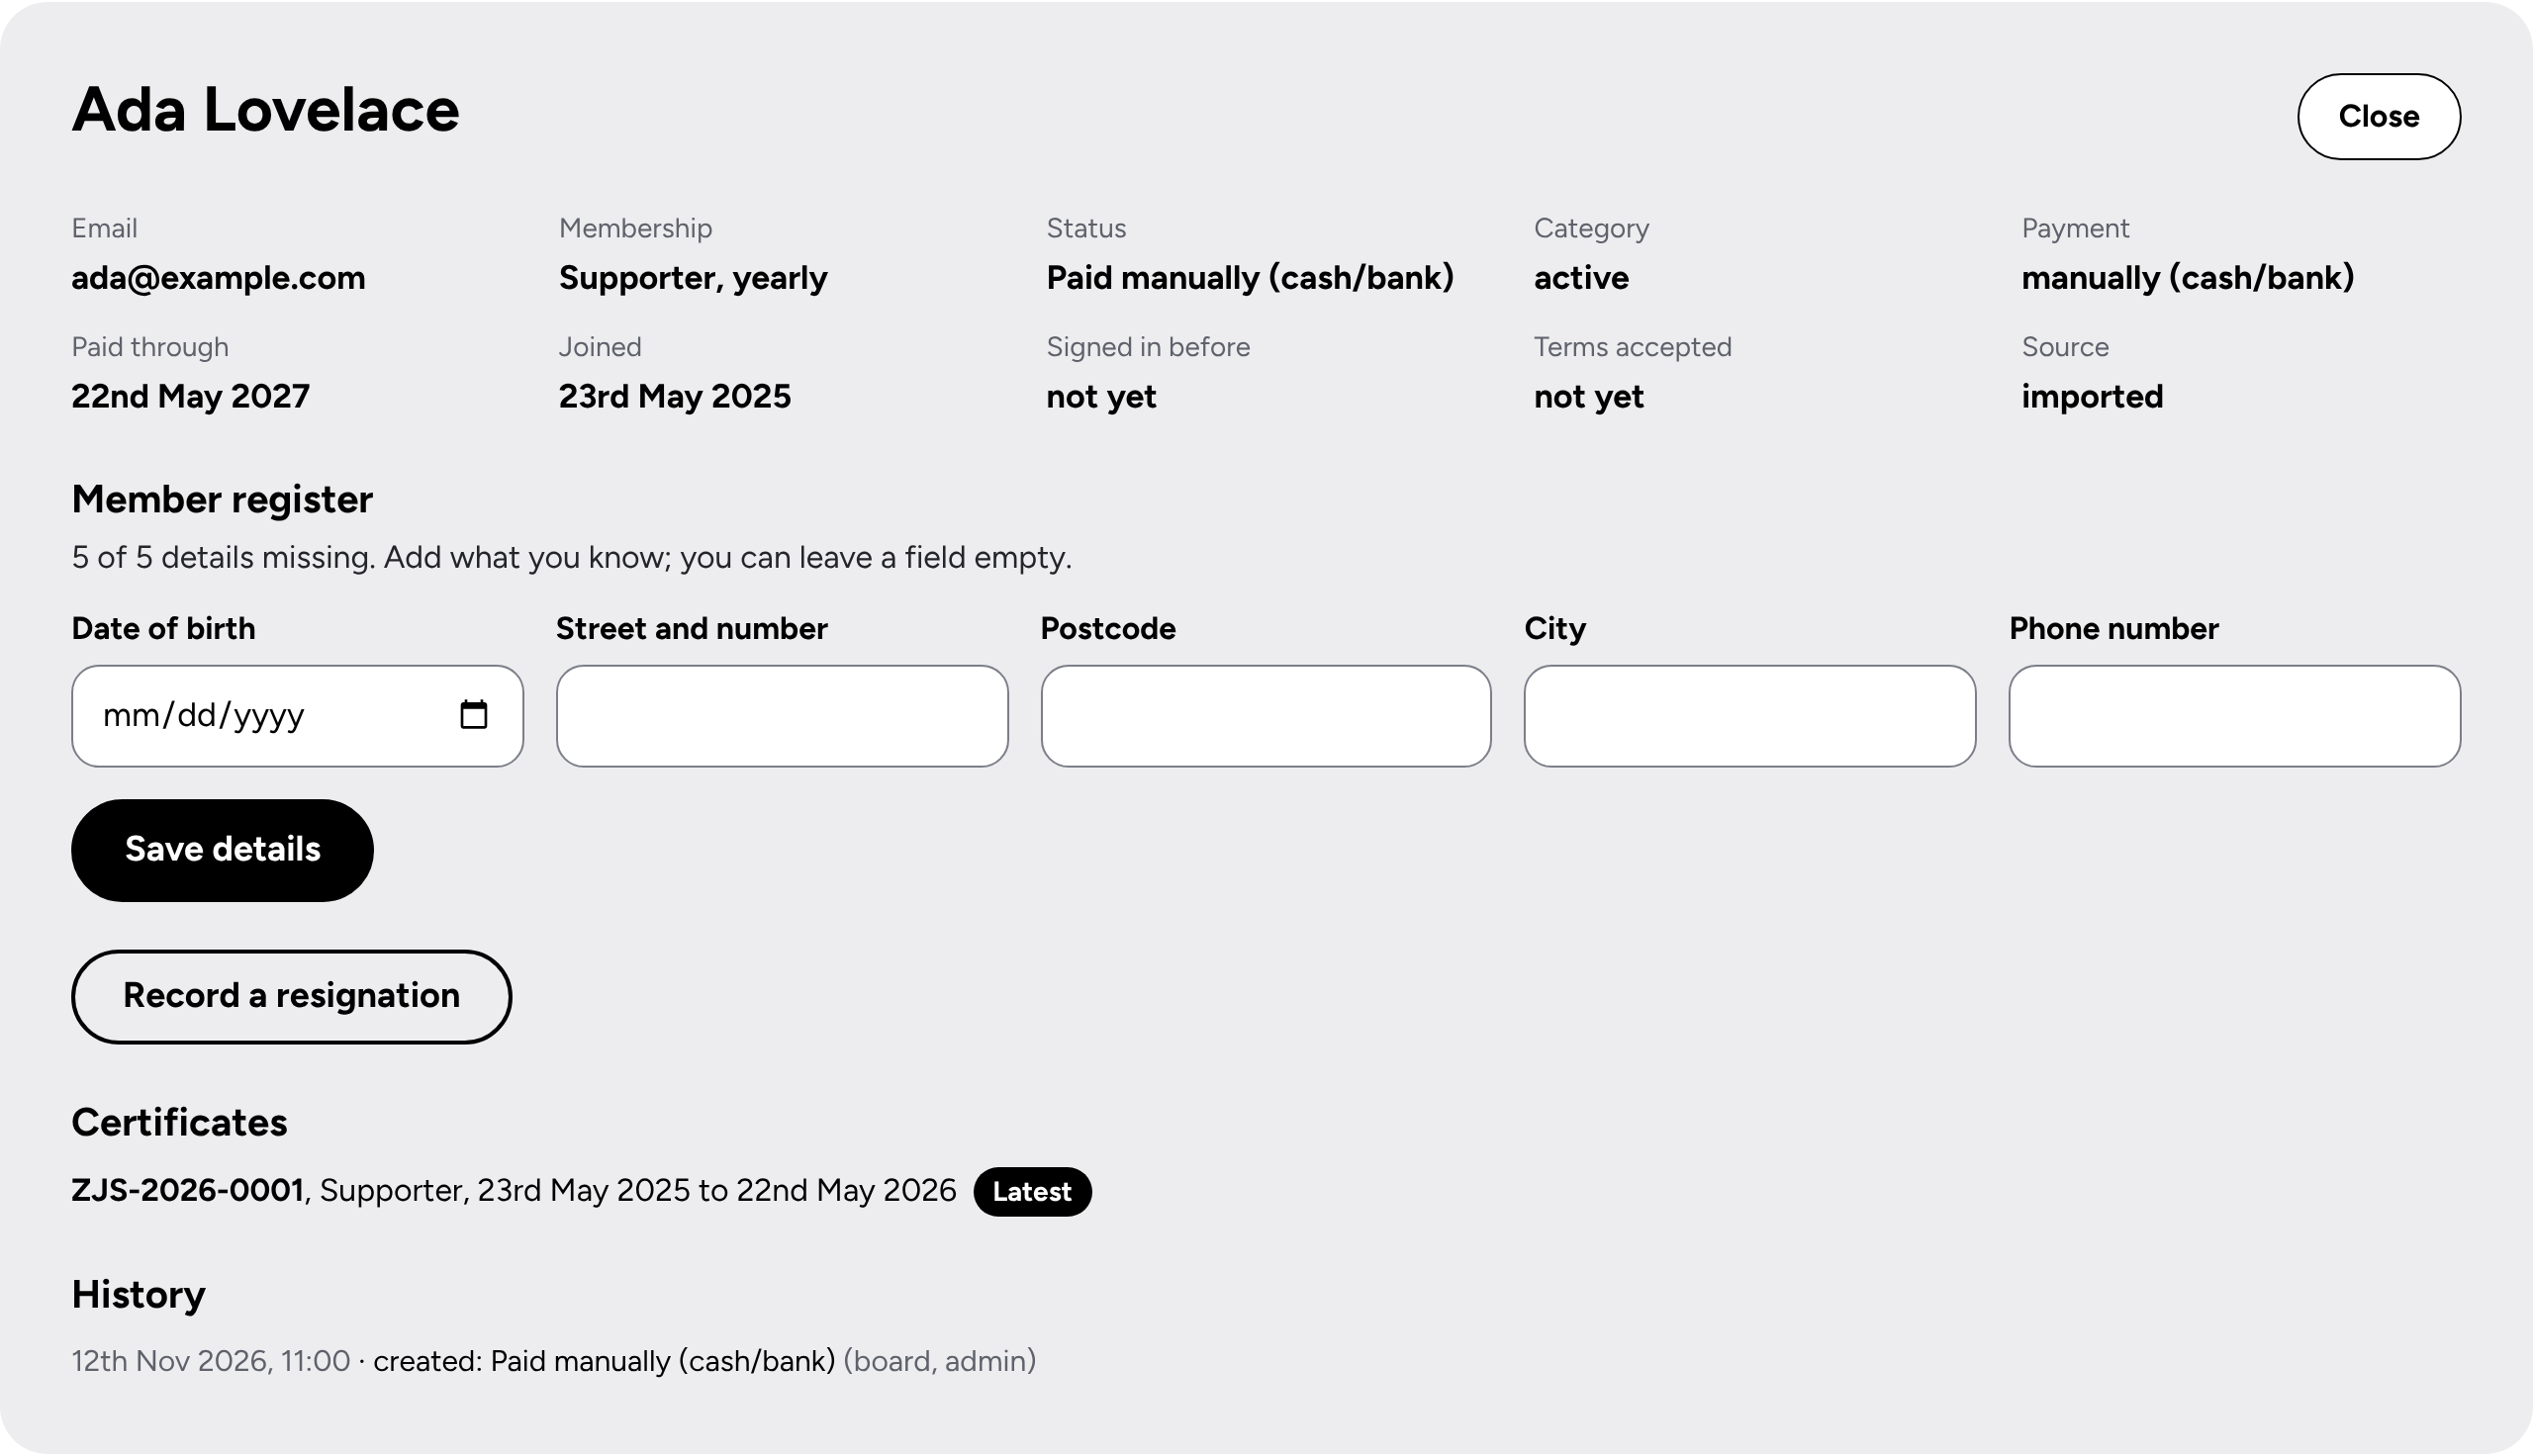 Ada Lovelace
Close
Email
ada@example.com
Membership
Supporter, yearly
Status
Paid manually (cash/bank)
Category
active
Payment
manually (cash/bank)
Paid through
22nd May 2027
Joined
23rd May 2025
Signed in before
not yet
Terms accepted
not yet
Source
imported
Member register
5 of 5 details missing. Add what you know; you can leave a field empty.
Date of birth
mm/dd/yyyy
Street and number
Postcode
City
Phone number
Save details
Record a resignation
Certificates
ZJS-2026-0001, Supporter, 23rd May 2025 to 22nd May 2026 Latest
History
12th Nov 2026, 11:00 · created: Paid manually (cash/bank) (board, admin)